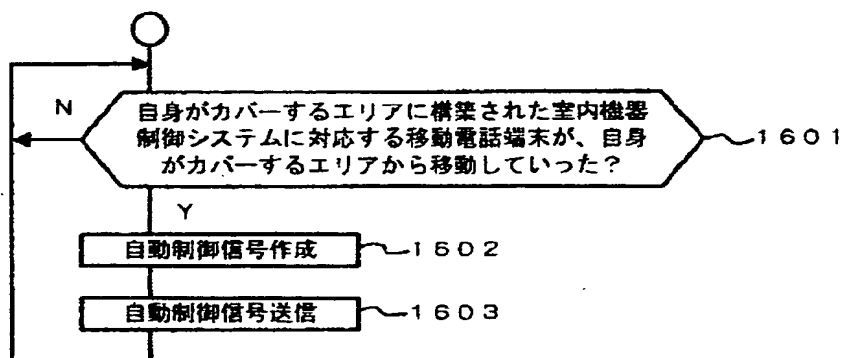 N
自身がカバーするエリアに構築された室内機器
制御システムに対応する移動電話端末が、自身
がカバーするエリアから移動していった？
1601
Y
自動制御信号作成
1602
自動制御信号送信
1603